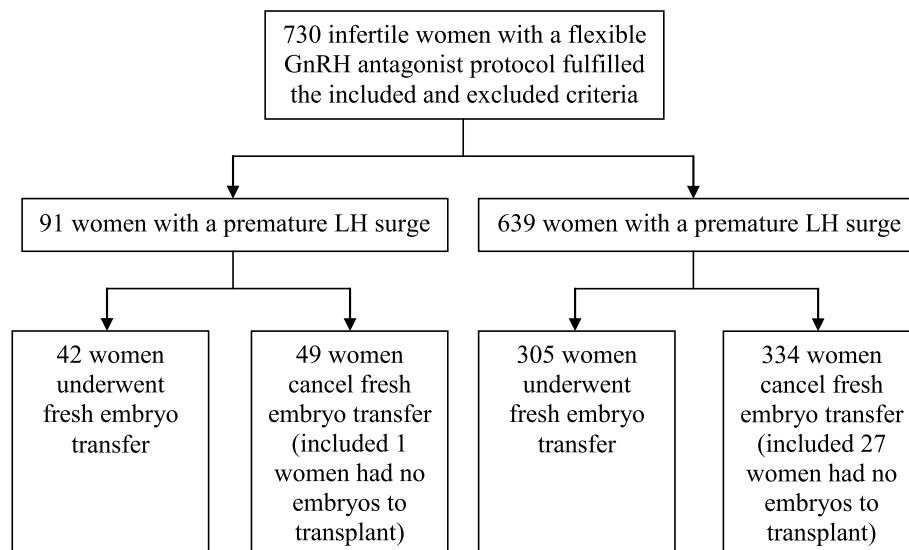 730 infertile women with a flexible
GnRH antagonist protocol fulfilled
the included and excluded criteria
91 women with a premature LH surge
639 women with a premature LH surge
42 women
underwent
fresh embryo
transfer
49 women
cancel fresh
embryo transfer
(included 1
women had no
embryos to
transplant)
305 women
underwent
fresh embryo
transfer
334 women
cancel fresh
embryo transfer
(included 27
women had no
embryos to
transplant)